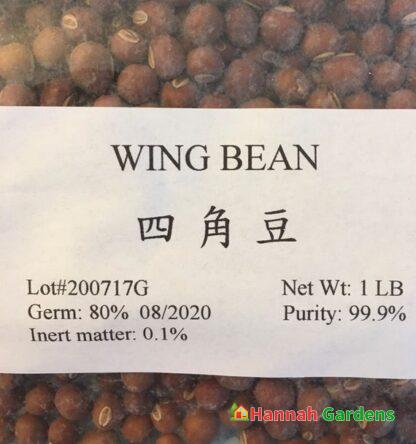 WING BEAN
四角豆
Lot#200717G Net Wt: 1 LB
Germ: 80% 08/2020 Purity: 99.9%
Inert matter: 0.1%
Hannah Gardens